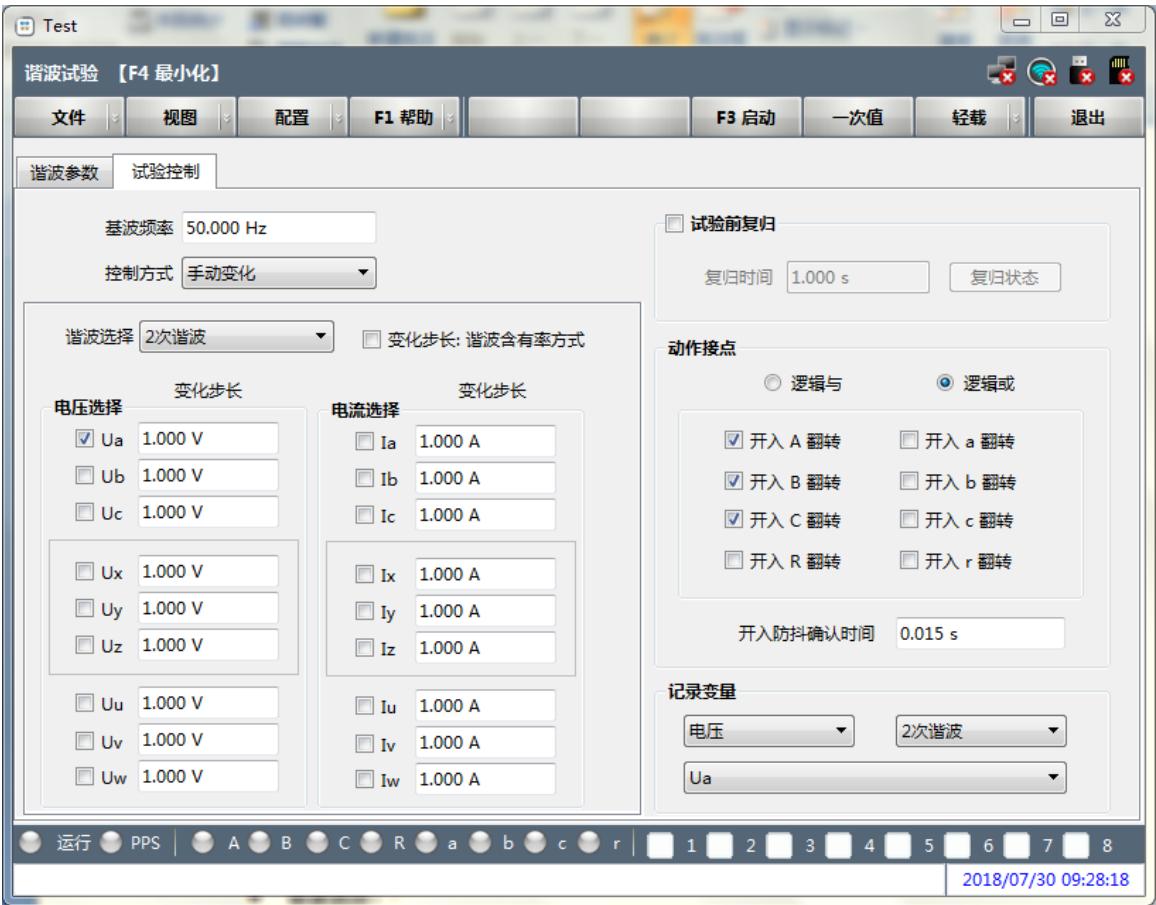 Test
谐波试验 【F4 最小化】
文件 视图 配置 F1 帮助 F3 启动 一次值 轻载 退出
谐波参数 试验控制
基波频率 50.000 Hz
控制方式 手动变化
谐波选择 2次谐波 变化步长: 谐波含有率方式
变化步长 变化步长
电压选择 电流选择
Ua 1.000 V Ia 1.000 A
Ub 1.000 V Ib 1.000 A
Uc 1.000 V Ic 1.000 A
Ux 1.000 V Ix 1.000 A
Uy 1.000 V Iy 1.000 A
Uz 1.000 V Iz 1.000 A
Uu 1.000 V Iu 1.000 A
Uv 1.000 V Iv 1.000 A
Uw 1.000 V Iw 1.000 A
试验前复归
复归时间 1.000 s 复归状态
动作接点
逻辑与 逻辑或
开入 A 翻转 开入 a 翻转
开入 B 翻转 开入 b 翻转
开入 C 翻转 开入 c 翻转
开入 R 翻转 开入 r 翻转
开入防抖确认时间 0.015 s
记录变量
电压 2次谐波
Ua
运行 PPS A B C R a b c r 1 2 3 4 5 6 7 8
2018/07/30 09:28:18